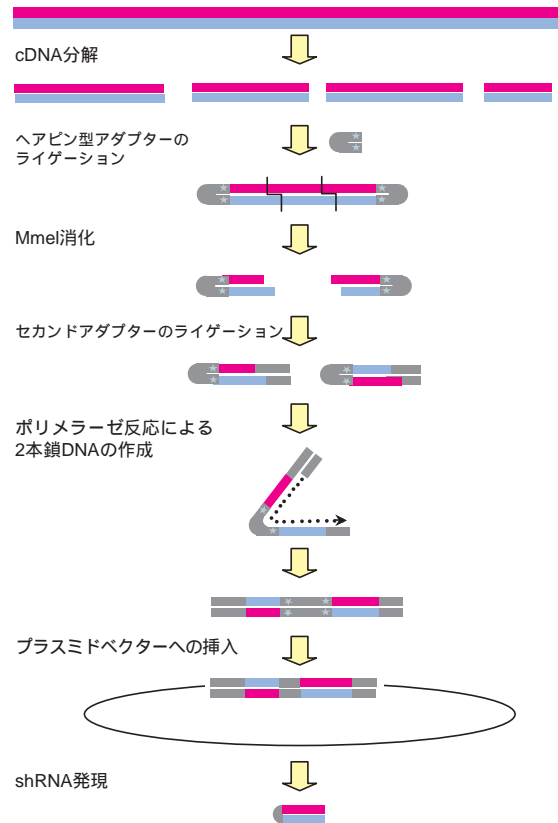 cDNA分解
ヘアピン型アダプターの
ライゲーション
MmeI消化
セカンドアダプターのライゲーション
ポリメラーゼ反応による
2本鎖DNAの作成
プラスミドベクターへの挿入
shRNA発現